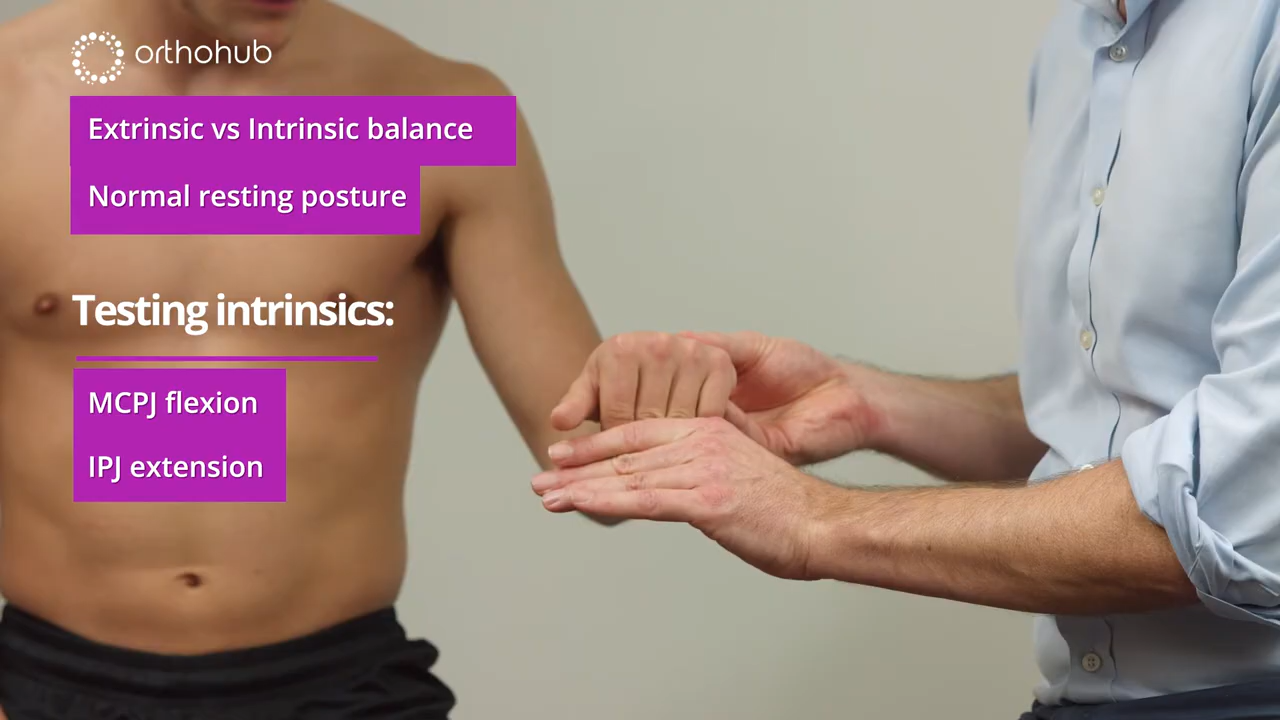 orthohub
Extrinsic vs Intrinsic balance
Normal resting posture
Testing intrinsics:
MCPJ flexion
IPJ extension